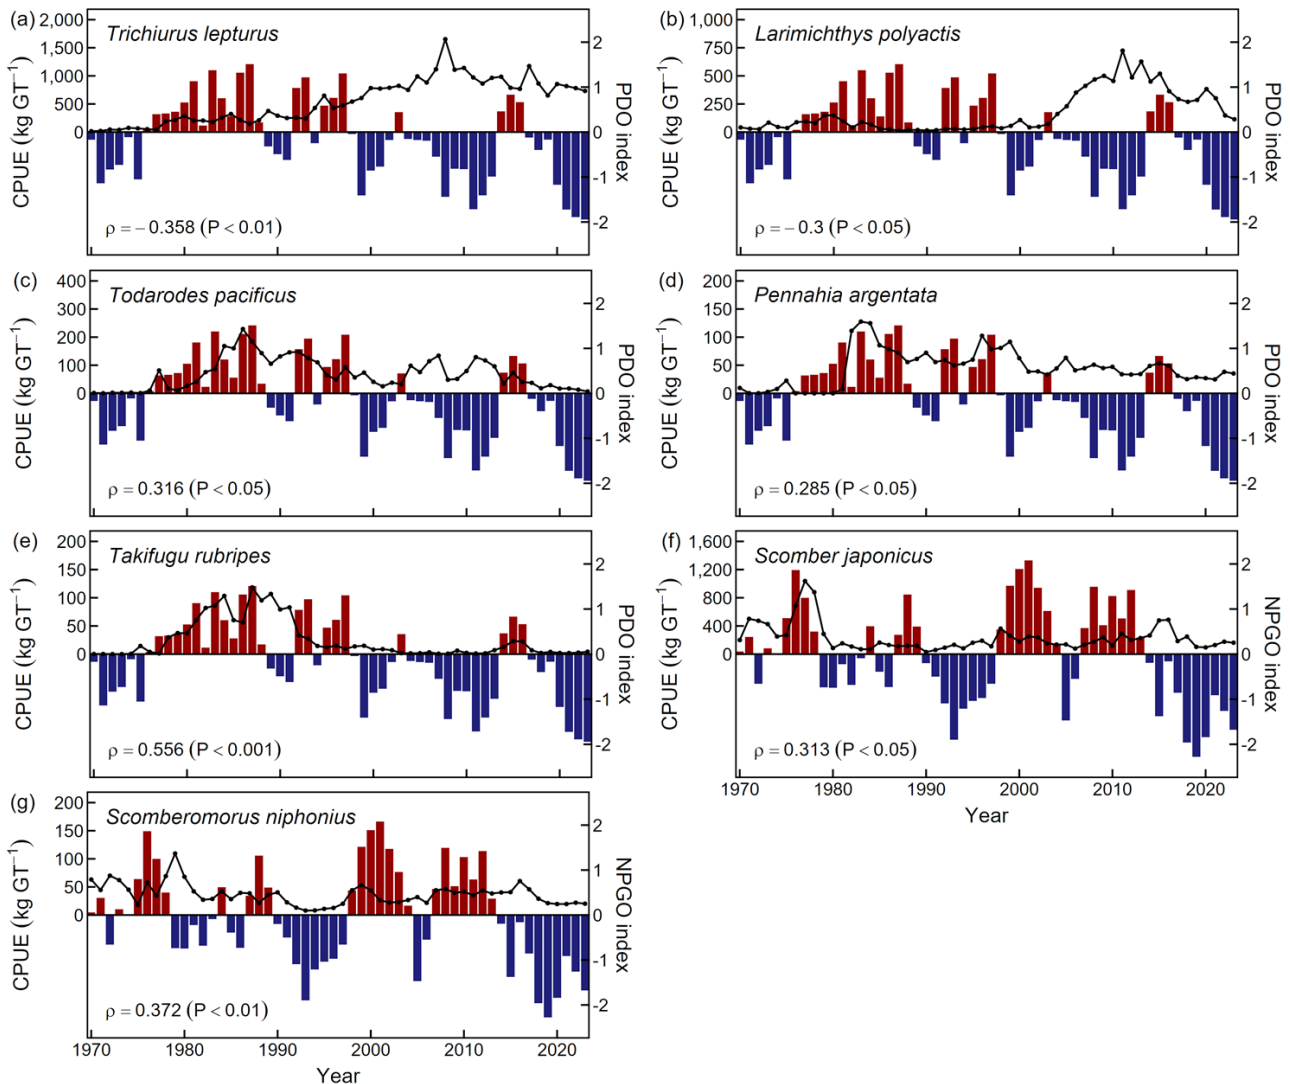 (a)
Trichiurus lepturus
2,000
1,500
1,000
500
0
CPUE (kg GT⁻¹)
2
1
0
-1
-2
PDO index
ρ = − 0.358 (P < 0.01)
(b)
Larimichthys polyactis
1,000
750
500
250
0
CPUE (kg GT⁻¹)
2
1
0
-1
-2
PDO index
ρ = − 0.3 (P < 0.05)
(c)
Todarodes pacificus
400
300
200
100
0
CPUE (kg GT⁻¹)
2
1
0
-1
-2
PDO index
ρ = 0.316 (P < 0.05)
(d)
Pennahia argentata
200
150
100
50
0
CPUE (kg GT⁻¹)
2
1
0
-1
-2
PDO index
ρ = 0.285 (P < 0.05)
(e)
Takifugu rubripes
200
150
100
50
0
CPUE (kg GT⁻¹)
2
1
0
-1
-2
PDO index
ρ = 0.556 (P < 0.001)
(f)
Scomber japonicus
1,600
1,200
800
400
0
CPUE (kg GT⁻¹)
2
1
0
-1
-2
NPGO index
ρ = 0.313 (P < 0.05)
1970 1980 1990 2000 2010 2020
Year
(g)
Scomberomorus niphonius
200
150
100
50
0
CPUE (kg GT⁻¹)
2
1
0
-1
-2
NPGO index
ρ = 0.372 (P < 0.01)
1970 1980 1990 2000 2010 2020
Year